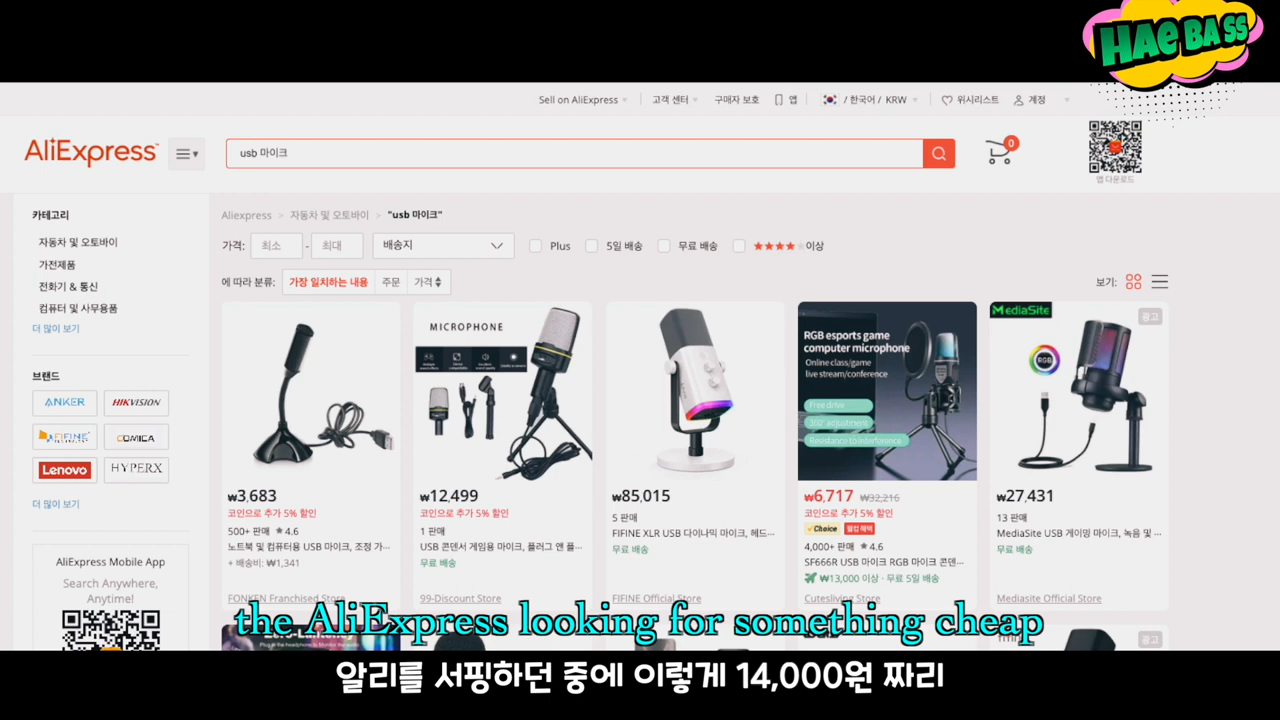 HAe BASS
Sell on AliExpress
고객 센터
구매자 보호
앱
/ 한국어 / KRW
위시리스트
계정
AliExpress
usb 마이크
0
앱 다운로드
카테고리
자동차 및 오토바이
가전제품
전화기 & 통신
컴퓨터 및 사무용품
더 많이 보기
브랜드
ANKER
HIKVISION
FIFINE
COMICA
Lenovo
HYPERX
더 많이 보기
AliExpress Mobile App
Search Anywhere,
Anytime!
Aliexpress > 자동차 및 오토바이 > "usb 마이크"
가격: 최소 - 최대 배송지 Plus 5일 배송 무료 배송 ★★★★★이상
에 따라 분류: 가장 일치하는 내용 주문 가격
보기:
₩3,683
코인으로 추가 5% 할인
500+ 판매 ★4.6
노트북 및 컴퓨터용 USB 마이크, 조정 가…
+ 배송비: ₩1,341
FONKEN Franchised Store
MICROPHONE
₩12,499
코인으로 추가 5% 할인
1 판매
USB 콘덴서 게임용 마이크, 플러그 앤 플…
무료 배송
99-Discount Store
₩85,015
5 판매
FIFINE XLR USB 다이나믹 마이크, 헤드…
무료 배송
FIFINE Official Store
RGB esports game
computer microphone
Online class/game
live stream/conference
Free drive
360° adjustment
Resistance to interference
₩6,717 ₩32,216
코인으로 추가 5% 할인
Choice 웰컴 혜택
4,000+ 판매 ★4.6
SF666R USB 마이크 RGB 마이크 콘덴…
₩13,000 이상 · 무료 5일 배송
Cutesliving Store
MediaSite
광고
RGB
₩27,431
13 판매
MediaSite USB 게이밍 마이크, 녹음 및 …
무료 배송
Mediasite Official Store
Zero-Latency
Plug in the headphone to Monitor the audio
광고
the AliExpress looking for something cheap
알리를 서핑하던 중에 이렇게 14,000원 짜리